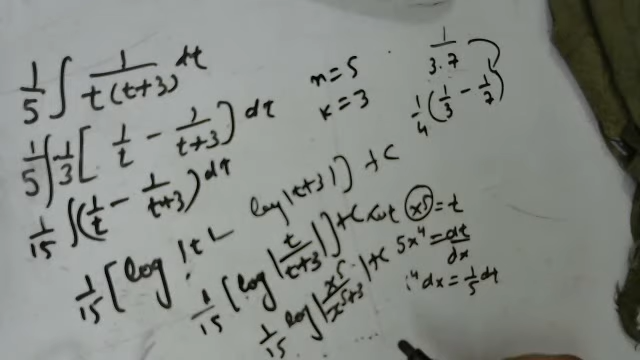 1/5 ∫ 1/(t(t+3)) dt
n=5
k=3
1/(3.7)
1/4 (1/3 - 1/7)
1/5 ∫ 1/3 [1/t - 1/(t+3)] dt
1/15 ∫ (1/t - 1/(t+3)) dt
1/15 [log |t| - log |t+3|] + c
1/15 [log |t/(t+3)|] + c
x5 = t
5x⁴ = dt/dx
1/15 log |x5/(x5+3)| + c
⁴dx = 1/5 dt